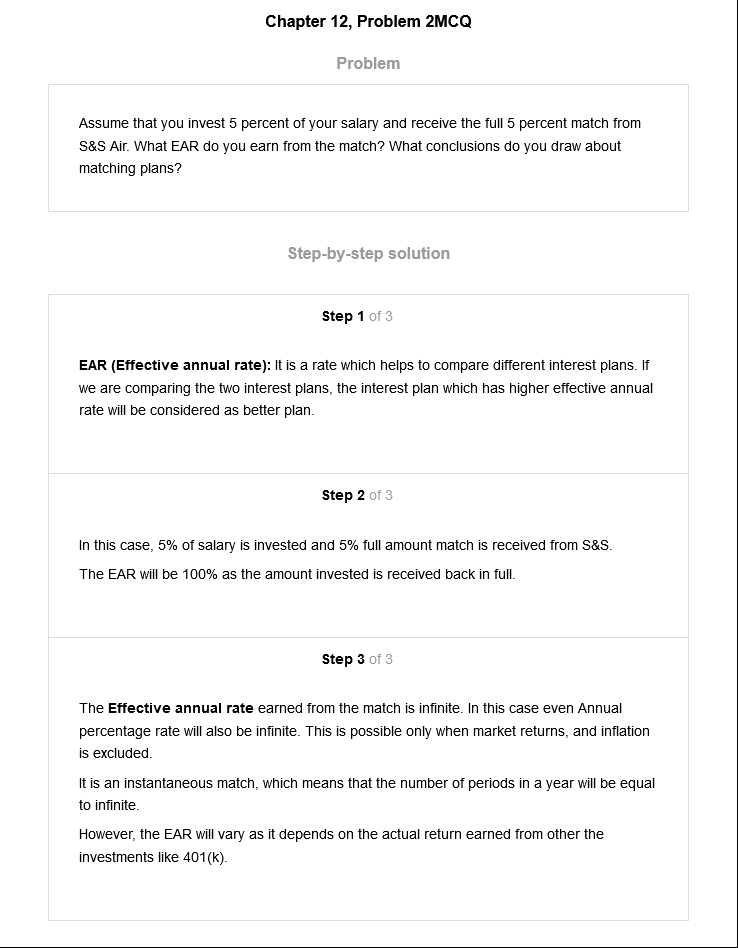 Chapter 12, Problem 2MCQ
Problem
Assume that you invest 5 percent of your salary and receive the full 5 percent match from
S&S Air. What EAR do you earn from the match? What conclusions do you draw about
matching plans?
Step-by-step solution
Step 1 of 3
EAR (Effective annual rate): It is a rate which helps to compare different interest plans. If
we are comparing the two interest plans, the interest plan which has higher effective annual
rate will be considered as better plan.
Step 2 of 3
In this case, 5% of salary is invested and 5% full amount match is received from S&S.
The EAR will be 100% as the amount invested is received back in full.
Step 3 of 3
The Effective annual rate earned from the match is infinite. In this case even Annual
percentage rate will also be infinite. This is possible only when market returns, and inflation
is excluded.
It is an instantaneous match, which means that the number of periods in a year will be equal
to infinite.
However, the EAR will vary as it depends on the actual return earned from other the
investments like 401(k).